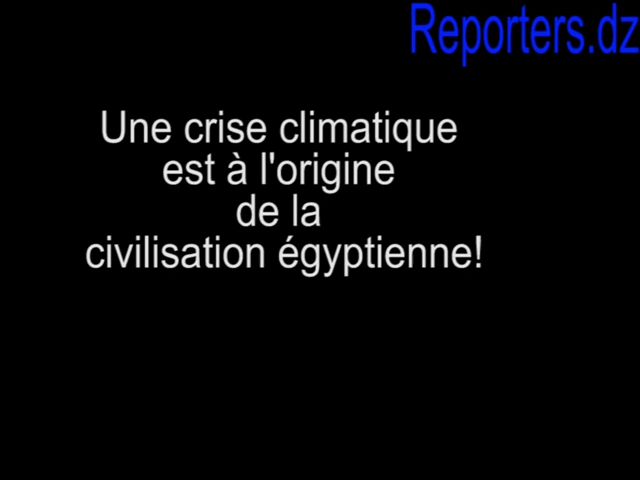 Reporters.dz
Une crise climatique
est à l'origine
de la
civilisation égyptienne!